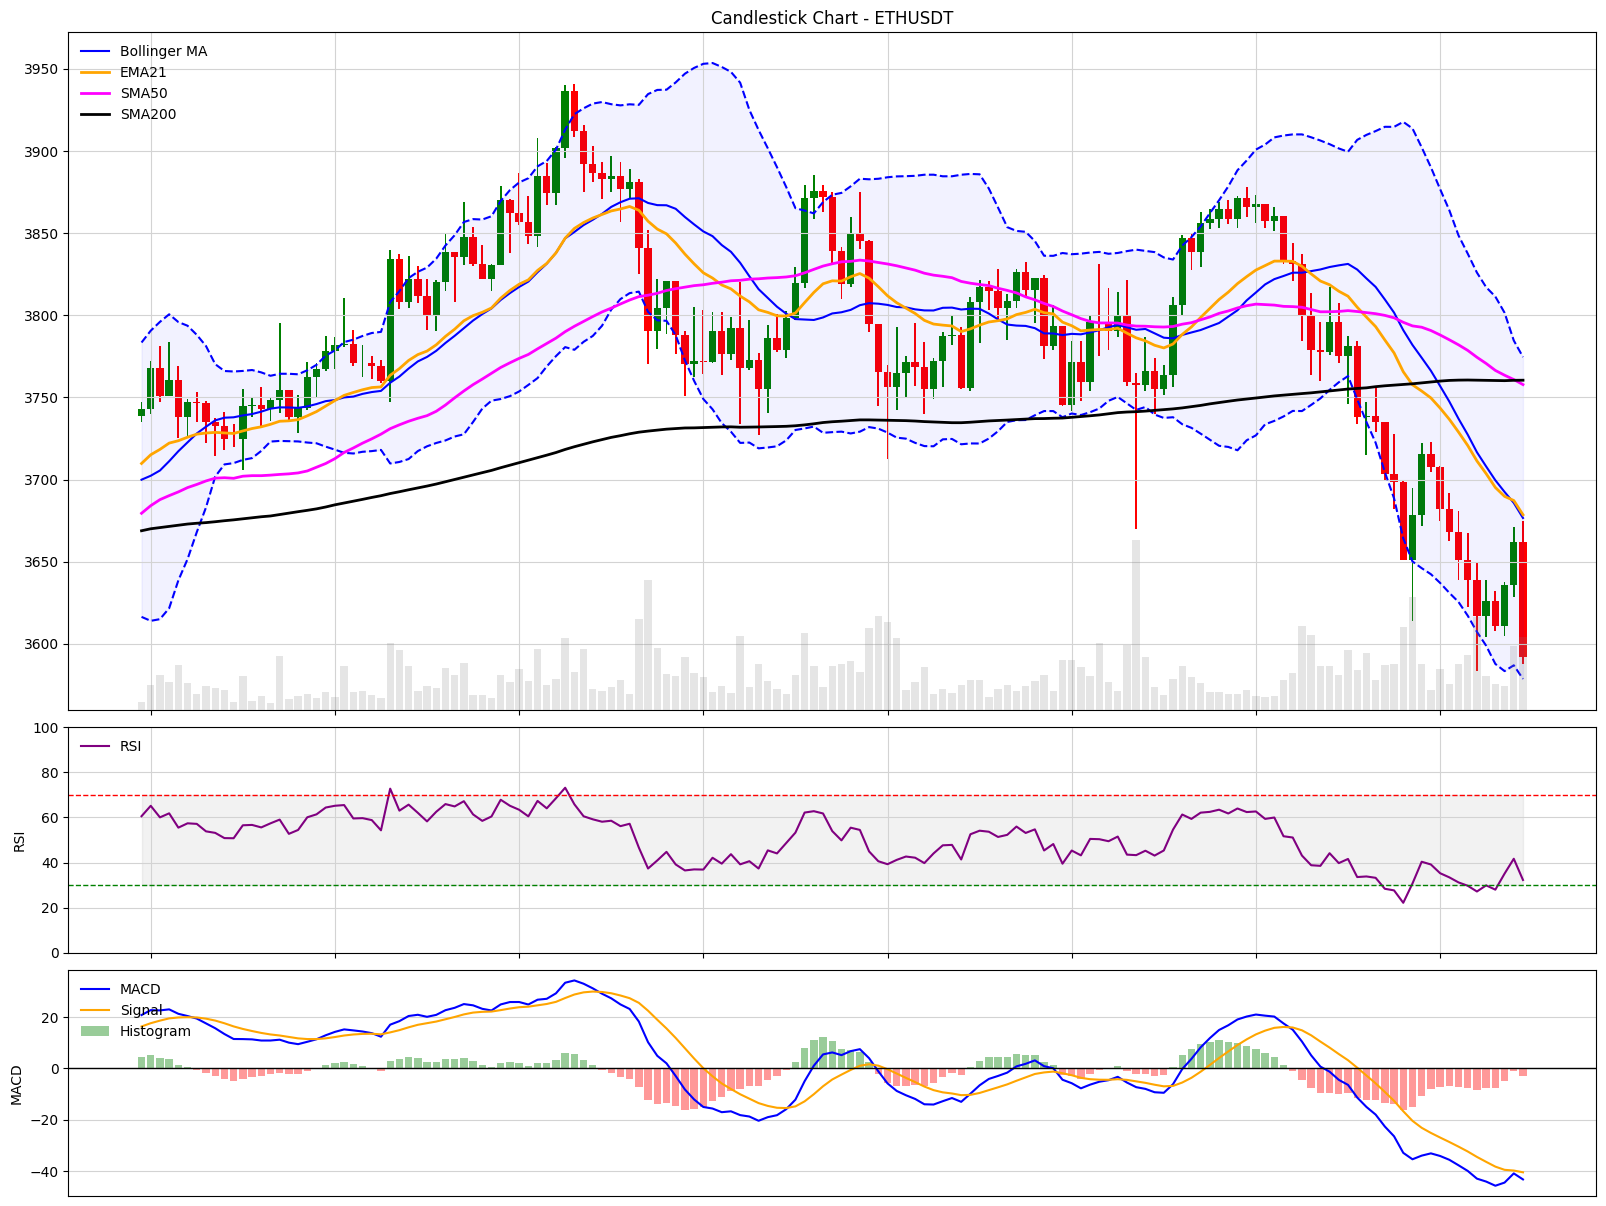 Candlestick Chart - ETHUSDT
Bollinger MA
EMA21
SMA50
SMA200
3950
3900
3850
3800
3750
3700
3650
3600
RSI
100
80
60
40
20
0
RSI
MACD
Signal
Histogram
20
0
−20
−40
MACD